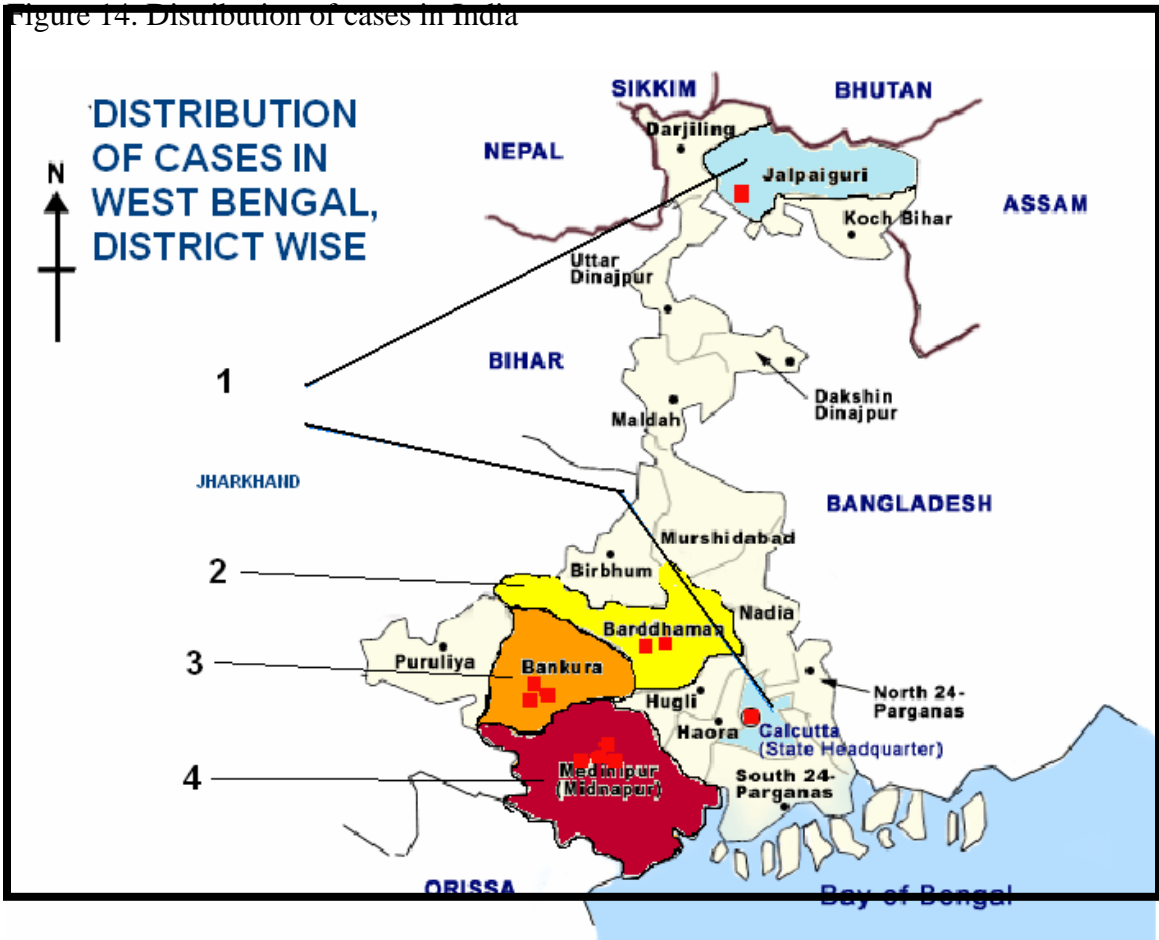 Figure 14. Distribution of cases in India
DISTRIBUTION
OF CASES IN
WEST BENGAL,
DISTRICT WISE
N
SIKKIM
BHUTAN
NEPAL
Darjiling
Jalpaiguri
ASSAM
Koch Bihar
Uttar
Dinajpur
BIHAR
1
Dakshin
Dinajpur
Maldah
JHARKHAND
BANGLADESH
Murshidabad
2
Birbhum
Nadia
Barddhaman
3
Puruliya
Bankura
Hugli
North 24-
Parganas
Haora
Calcutta
(State Headquarter)
4
Medinipur
(Midnapur)
South 24-
Parganas
ORISSA
Bay of Bengal